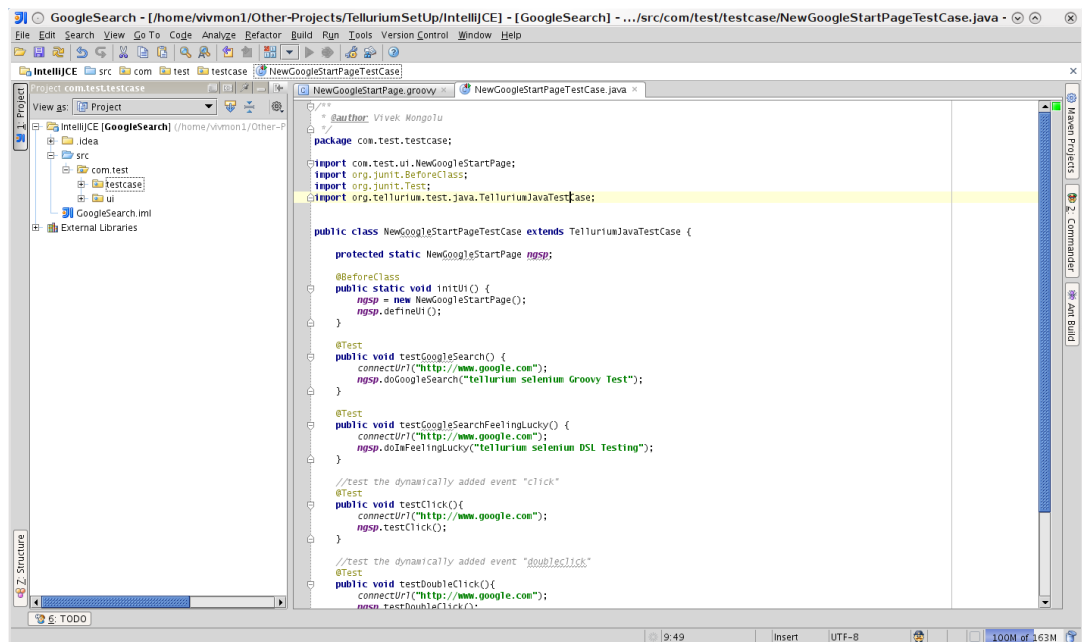 GoogleSearch - [/home/vivmon1/Other-Projects/TelluriumSetUp/IntelliJCE] - [GoogleSearch] - .../src/com/test/testcase/NewGoogleStartPageTestCase.java -
File Edit Search View Go To Code Analyze Refactor Build Run Tools Version Control Window Help
IntelliJCE src com test testcase NewGoogleStartPageTestCase
Project com.test.testcase
NewGoogleStartPage.groovy NewGoogleStartPageTestCase.java
View as: Project
1: Project
IntelliJCE [GoogleSearch] (/home/vivmon1/Other-P
.idea
src
com.test
testcase
ui
GoogleSearch.iml
External Libraries
Z: Structure
6: TODO
/**
* @author Vivek Mongolu
*/
package com.test.testcase;
import com.test.ui.NewGoogleStartPage;
import org.junit.BeforeClass;
import org.junit.Test;
import org.tellurium.test.java.TelluriumJavaTestCase;
public class NewGoogleStartPageTestCase extends TelluriumJavaTestCase {
protected static NewGoogleStartPage ngsp;
@BeforeClass
public static void initUi() {
ngsp = new NewGoogleStartPage();
ngsp.defineUi();
}
@Test
public void testGoogleSearch() {
connectUrl("http://www.google.com");
ngsp.doGoogleSearch("tellurium selenium Groovy Test");
}
@Test
public void testGoogleSearchFeelingLucky() {
connectUrl("http://www.google.com");
ngsp.doImFeelingLucky("tellurium selenium DSL Testing");
}
//test the dynamically added event "click"
@Test
public void testClick(){
connectUrl("http://www.google.com");
ngsp.testClick();
}
//test the dynamically added event "doubleclick"
@Test
public void testDoubleClick(){
connectUrl("http://www.google.com");
ngsp.testDoubleClick();
Maven Projects
2: Commander
Ant Build
9:49 Insert UTF-8 100M of 163M